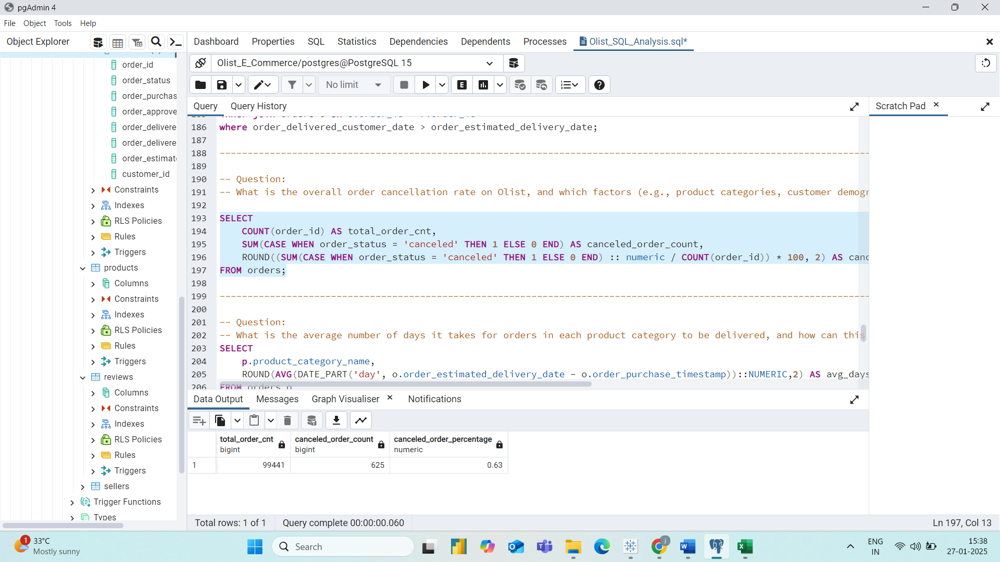 pgAdmin 4
File Object Tools Help
Object Explorer
Dashboard Properties SQL Statistics Dependencies Dependents Processes Olist_SQL_Analysis.sql*
Olist_E_Commerce/postgres@PostgreSQL 15
No limit
Query Query History
Scratch Pad
order_id
order_status
order_purchas
order_approve
order_delivere
order_delivere
order_estimat
customer_id
Constraints
Indexes
RLS Policies
Rules
Triggers
products
Columns
Constraints
Indexes
RLS Policies
Rules
Triggers
reviews
Columns
Constraints
Indexes
RLS Policies
Rules
Triggers
sellers
Trigger Functions
Types
186 where order_delivered_customer_date > order_estimated_delivery_date;
187
188 --------------------------------------------------------------------------------
189
190 -- Question:
191 -- What is the overall order cancellation rate on Olist, and which factors (e.g., product categories, customer demogr
192
193 SELECT
194 COUNT(order_id) AS total_order_cnt,
195 SUM(CASE WHEN order_status = 'canceled' THEN 1 ELSE 0 END) AS canceled_order_count,
196 ROUND((SUM(CASE WHEN order_status = 'canceled' THEN 1 ELSE 0 END) :: numeric / COUNT(order_id)) * 100, 2) AS canc
197 FROM orders;
198
199 --------------------------------------------------------------------------------
200
201 -- Question:
202 -- What is the average number of days it takes for orders in each product category to be delivered, and how can this
203 SELECT
204 p.product_category_name,
205 ROUND(AVG(DATE_PART('day', o.order_estimated_delivery_date - o.order_purchase_timestamp))::NUMERIC,2) AS avg_days
206 FROM orders o
Data Output Messages Graph Visualiser Notifications
total_order_cnt canceled_order_count canceled_order_percentage
bigint bigint numeric
1 99441 625 0.63
Total rows: 1 of 1 Query complete 00:00:00.060 Ln 197, Col 13
1
33°C
Mostly sunny
Search
ENG
IN
15:38
27-01-2025